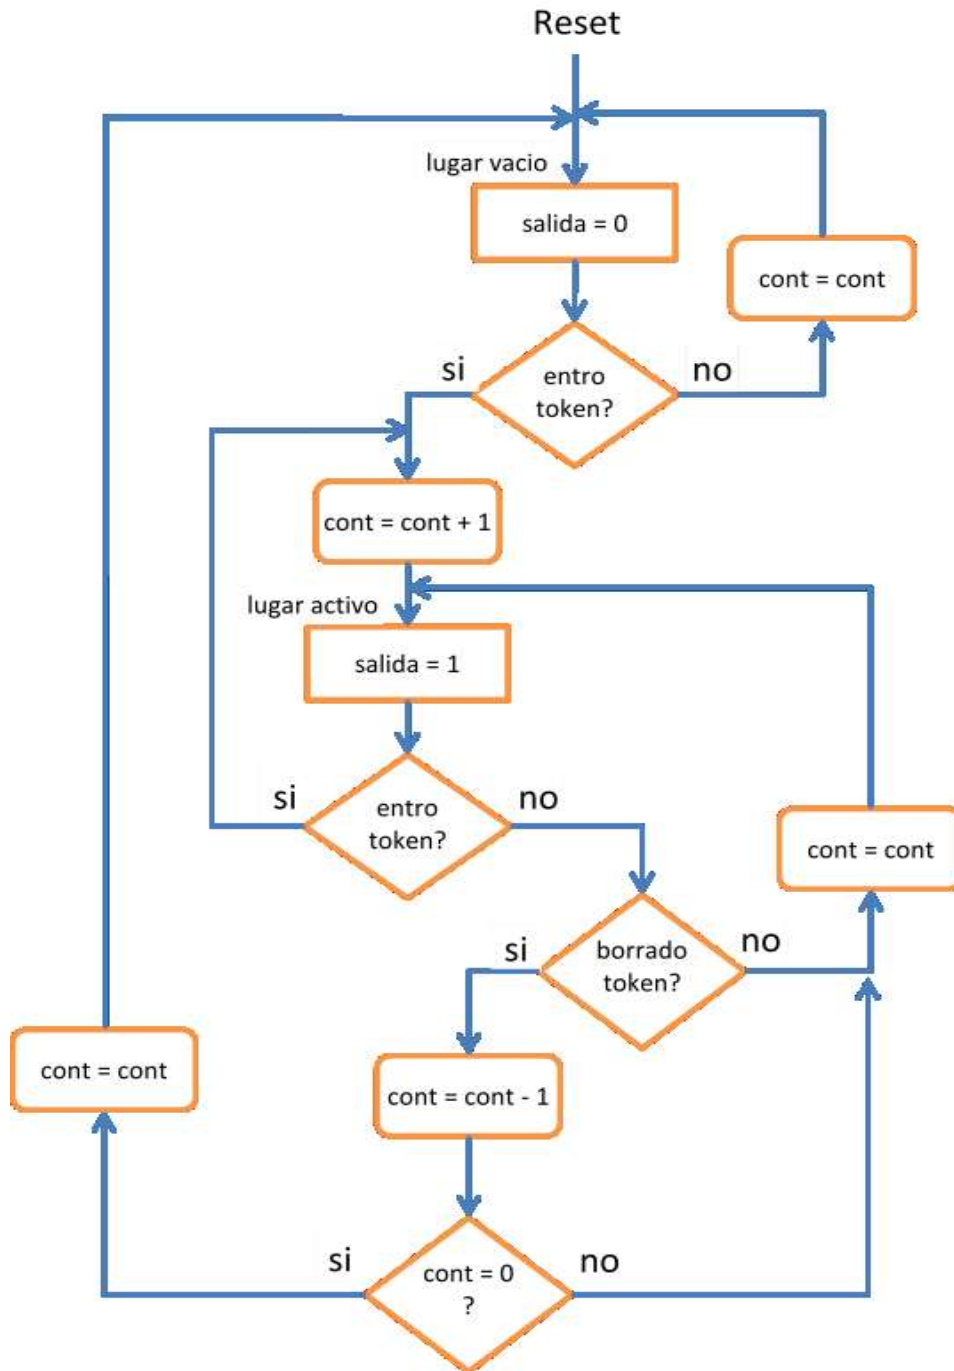 Reset
lugar vacio
salida = 0
cont = cont
si
entro
token?
no
cont = cont + 1
lugar activo
salida = 1
si
entro
token?
no
cont = cont
si
borrado
token?
no
cont = cont
cont = cont - 1
si
cont = 0
?
no